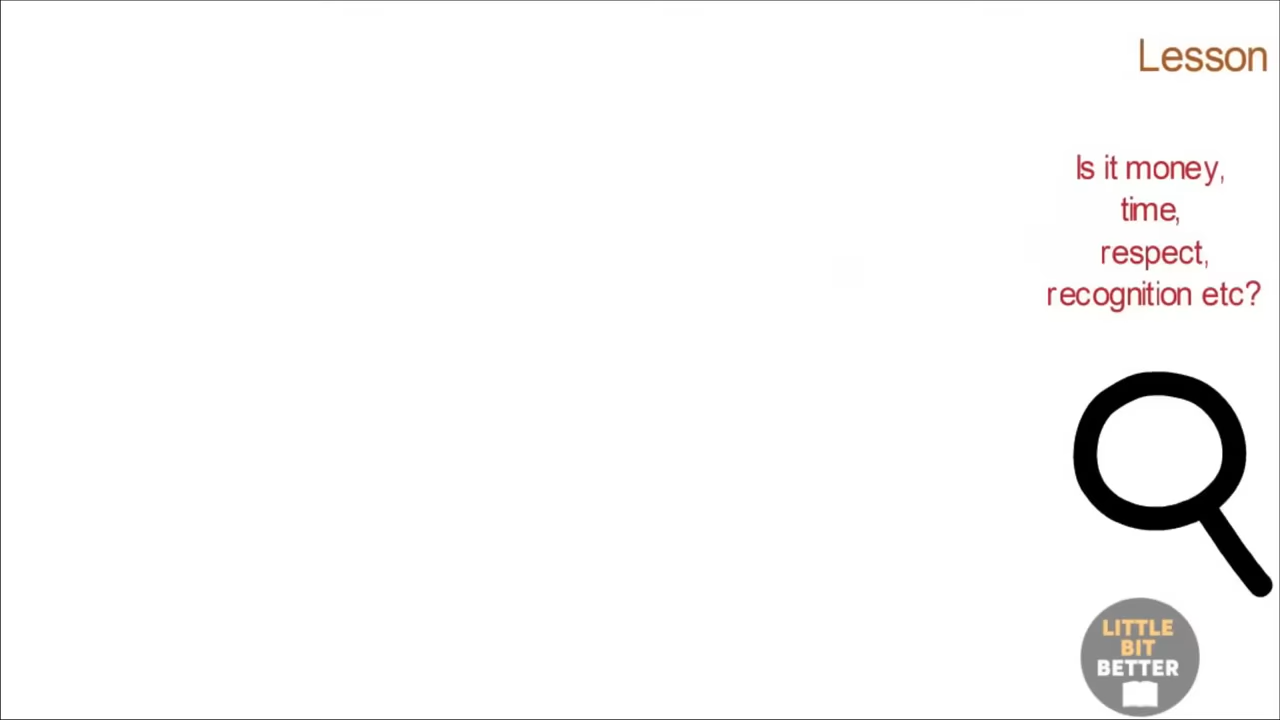 Lesson
Is it money,
time,
respect,
recognition etc?
LITTLE
BIT
BETTER